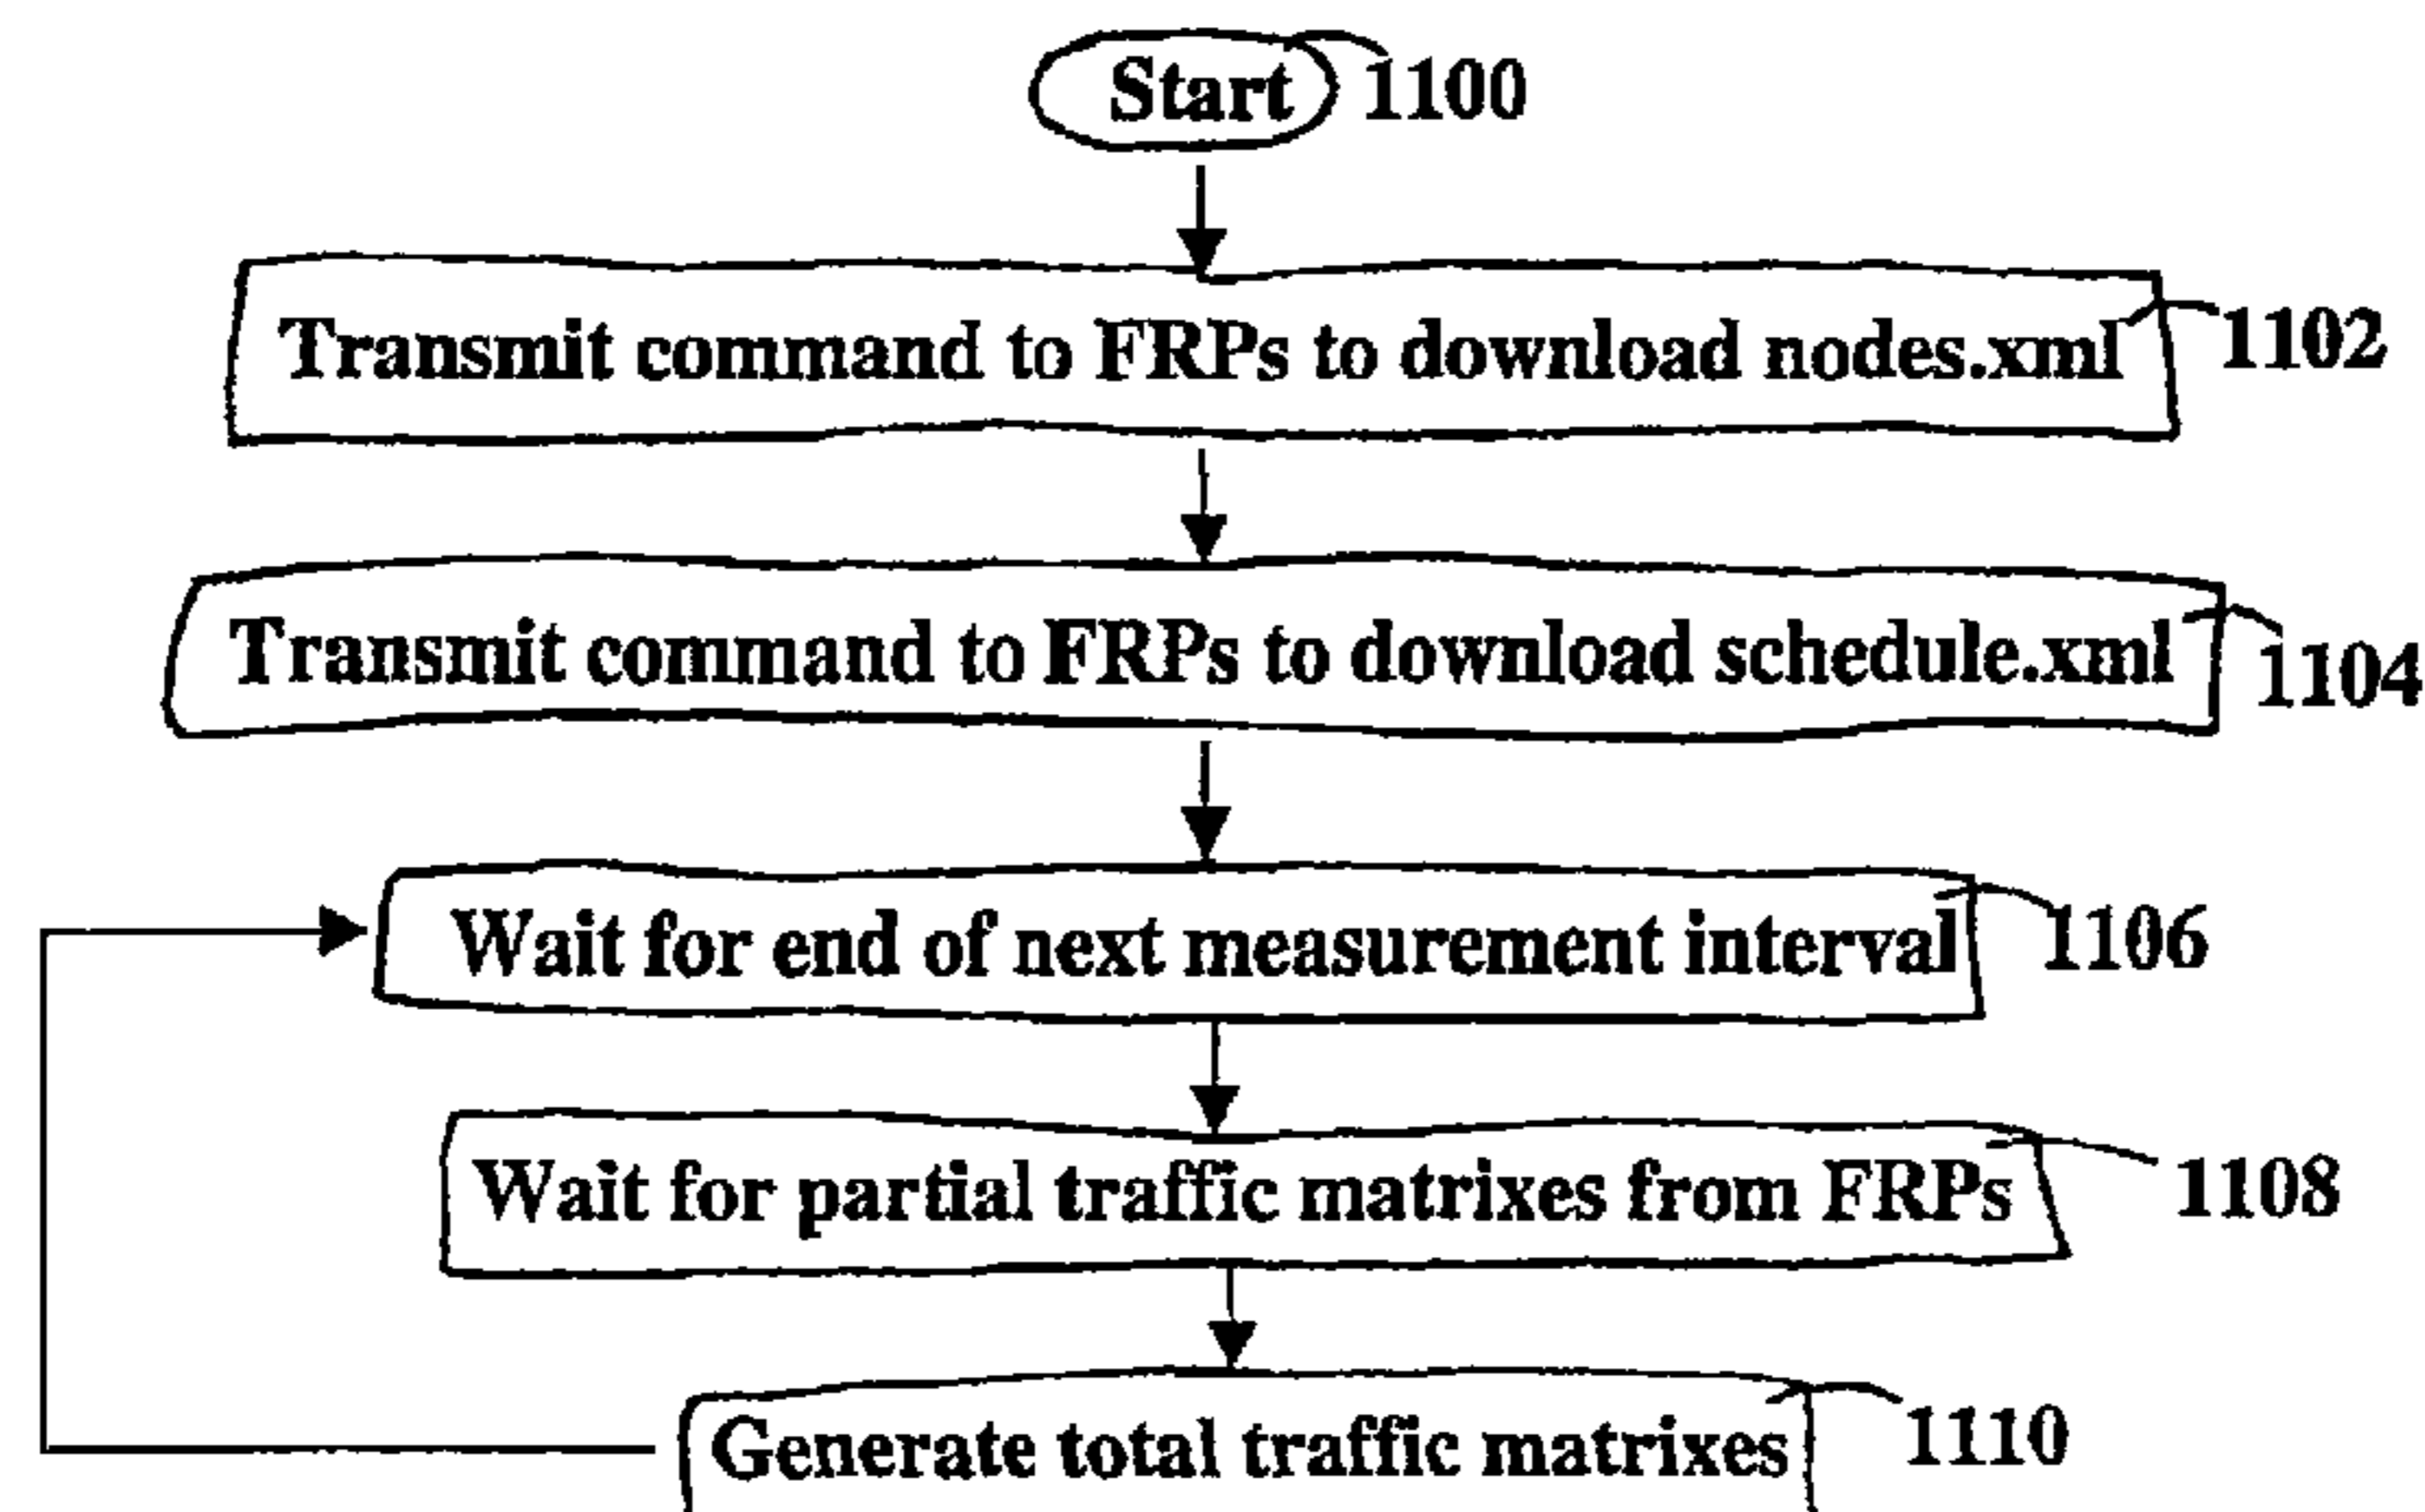 Start 1100
Transmit command to FRPs to download nodes.xml 1102
Transmit command to FRPs to download schedule.xml 1104
Wait for end of next measurement interval 1106
Wait for partial traffic matrixes from FRPs 1108
Generate total traffic matrixes 1110